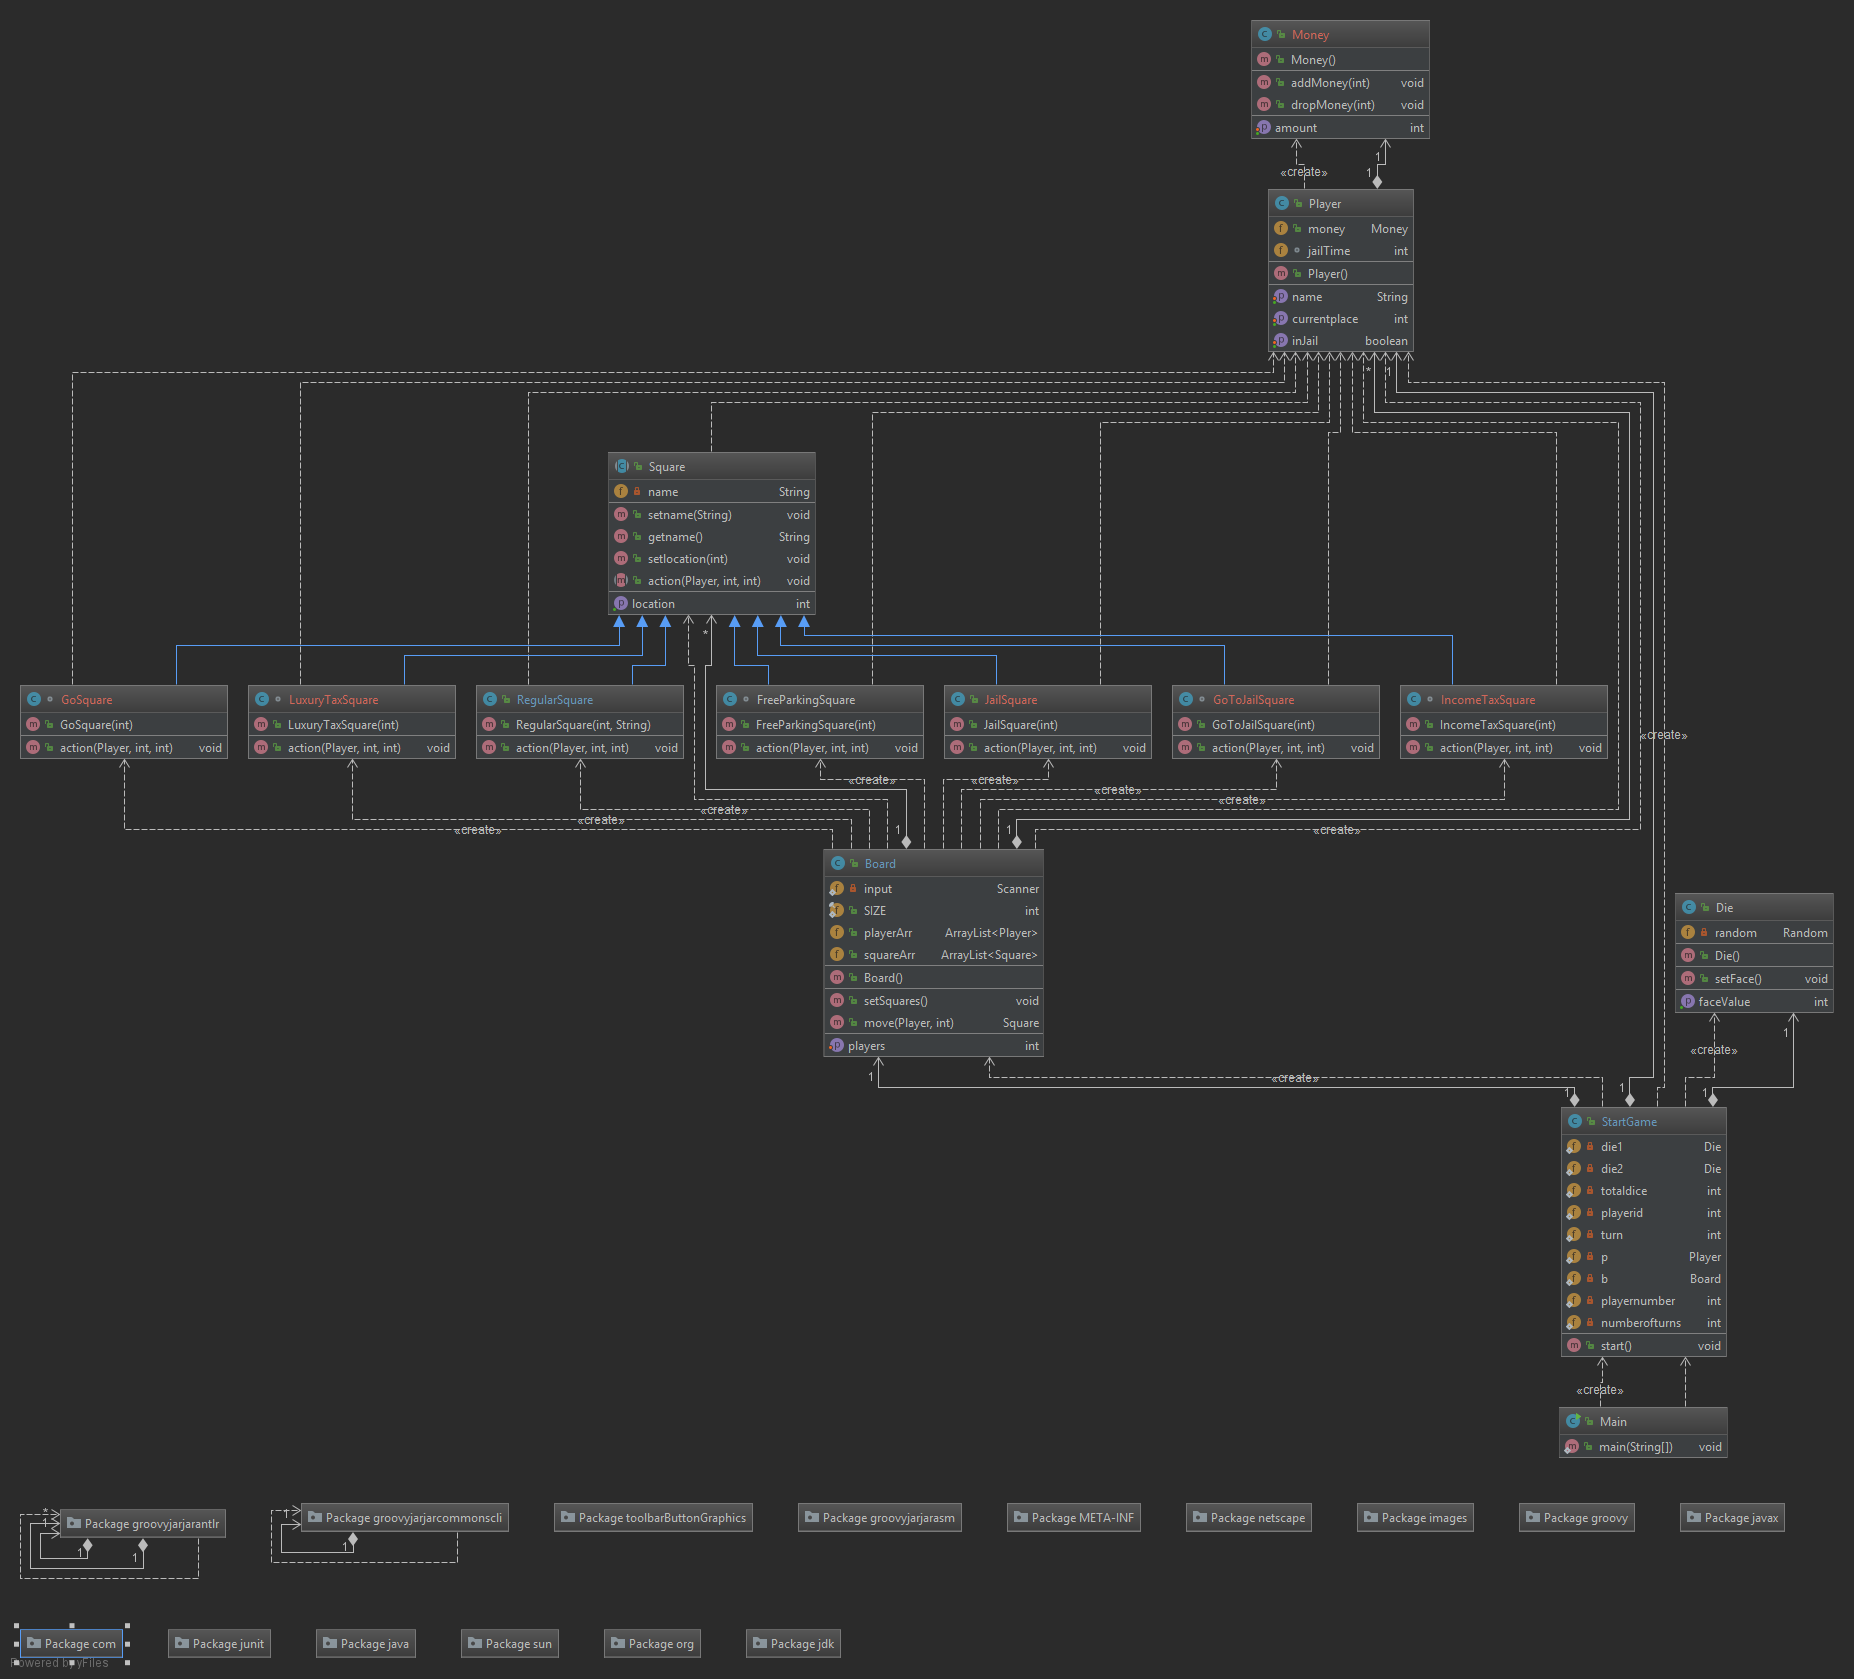 Money
Money()
addMoney(int) void
dropMoney(int) void
amount int
1
«create» 1
Player
money Money
jailTime int
Player()
name String
currentplace int
inJail boolean
* 1
Square
name String
setname(String) void
getname() String
setlocation(int) void
action(Player, int, int) void
location int
*
GoSquare
GoSquare(int)
action(Player, int, int) void
LuxuryTaxSquare
LuxuryTaxSquare(int)
action(Player, int, int) void
RegularSquare
RegularSquare(int, String)
action(Player, int, int) void
FreeParkingSquare
FreeParkingSquare(int)
action(Player, int, int) void
JailSquare
JailSquare(int)
action(Player, int, int) void
GoToJailSquare
GoToJailSquare(int)
action(Player, int, int) void
IncomeTaxSquare
IncomeTaxSquare(int)
action(Player, int, int) void
«create»
«create» «create»
«create»
«create»
«create»
«create»
«create» 1 1 «create»
Board
input Scanner
SIZE int
playerArr ArrayList<Player>
squareArr ArrayList<Square>
Board()
setSquares() void
move(Player, int) Square
players int
Die
random Random
Die()
setFace() void
faceValue int
1
«create»
1 «create»
1 1 1
StartGame
die1 Die
die2 Die
totaldice int
playerid int
turn int
p Player
b Board
playernumber int
numberofturns int
start() void
«create»
Main
main(String[]) void
*
1
Package groovyjarjarantlr
1 1
1
Package groovyjarjarcommonscli
1
Package toolbarButtonGraphics
Package groovyjarjarasm
Package META-INF
Package netscape
Package images
Package groovy
Package javax
Package com
Package junit
Package java
Package sun
Package org
Package jdk
Powered by yFiles